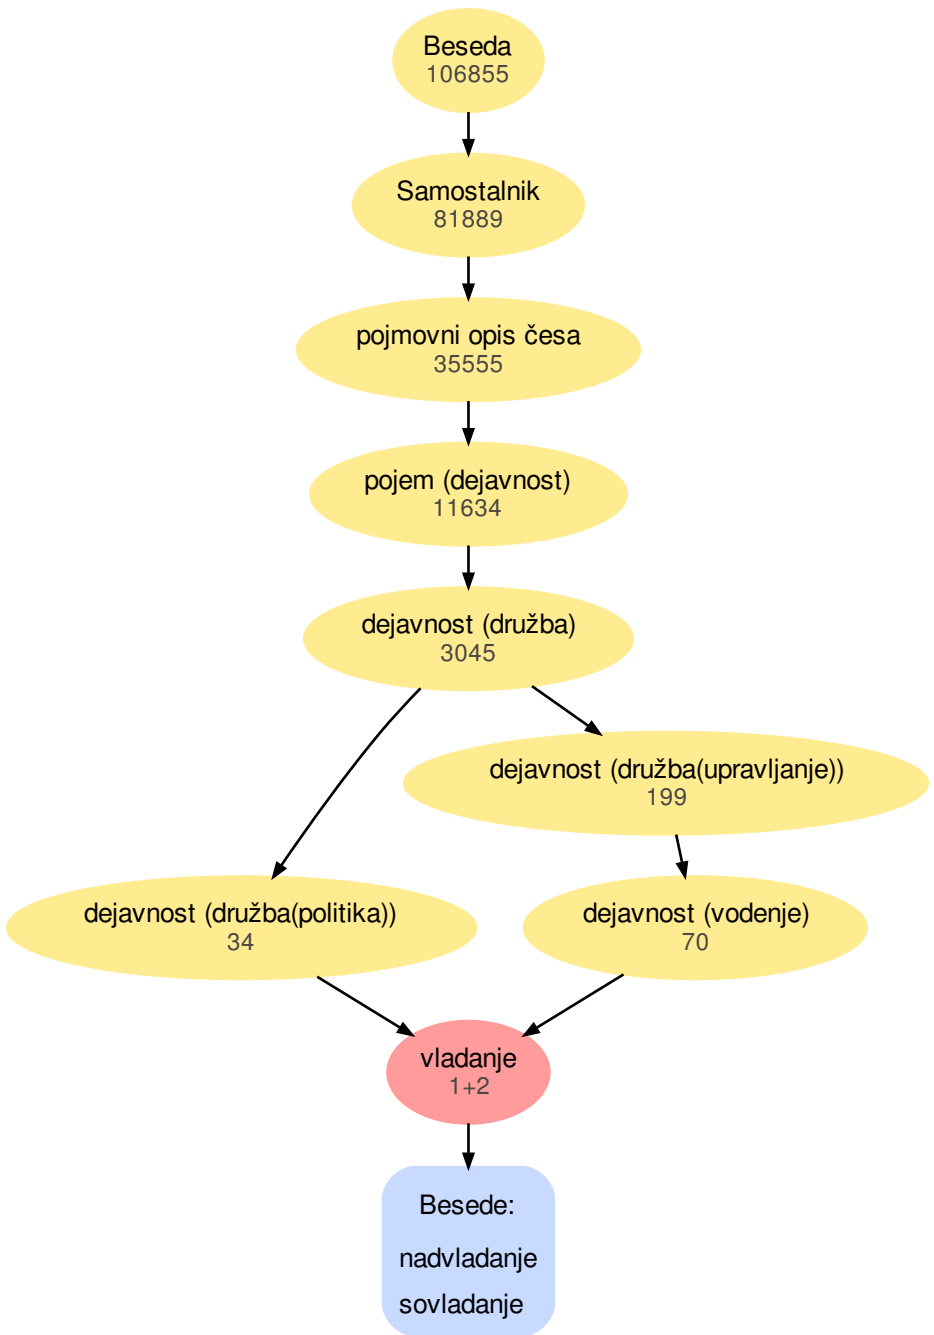 Beseda
106855
Samostalnik
81889
pojmovni opis česa
35555
pojem (dejavnost)
11634
dejavnost (družba)
3045
dejavnost (družba(upravljanje))
199
dejavnost (družba(politika))
34
dejavnost (vodenje)
70
vladanje
1+2
Besede:
nadvladanje
sovladanje